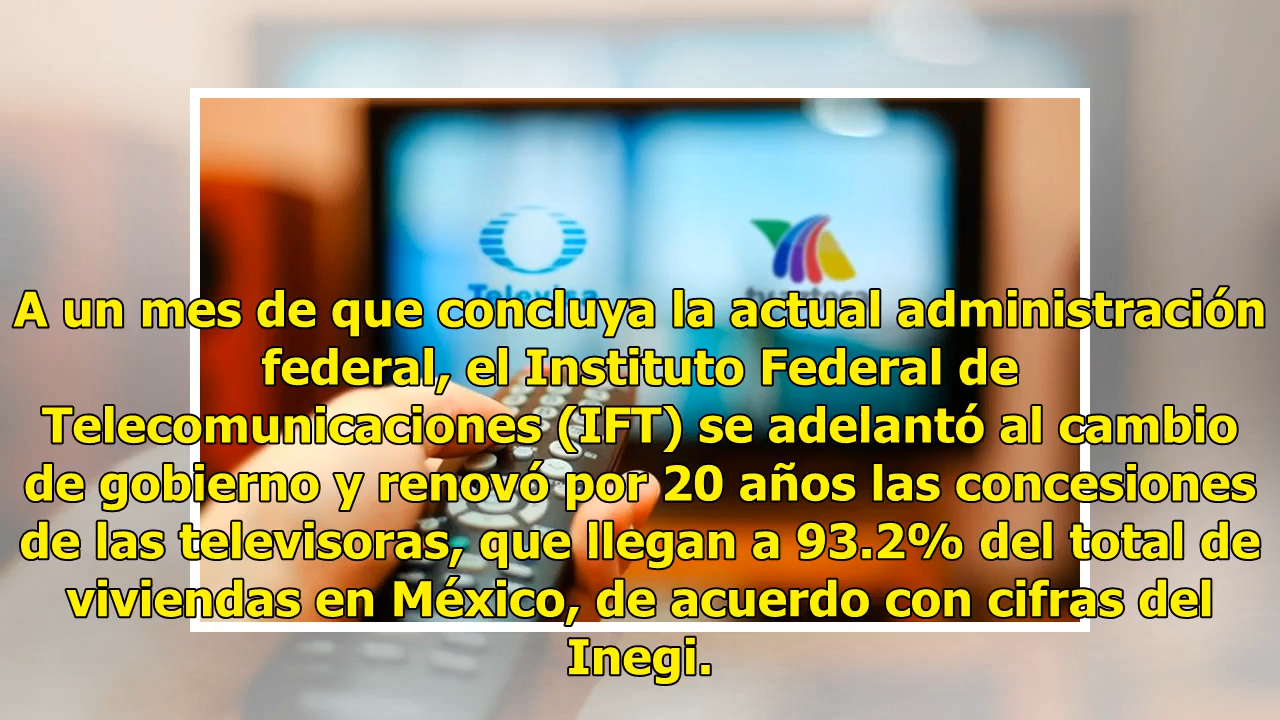 Televisa
A un mes de que concluya la actual administración
federal, el Instituto Federal de
Telecomunicaciones (IFT) se adelantó al cambio
de gobierno y renovó por 20 años las concesiones
de las televisoras, que llegan a 93.2% del total de
viviendas en México, de acuerdo con cifras del
Inegi.